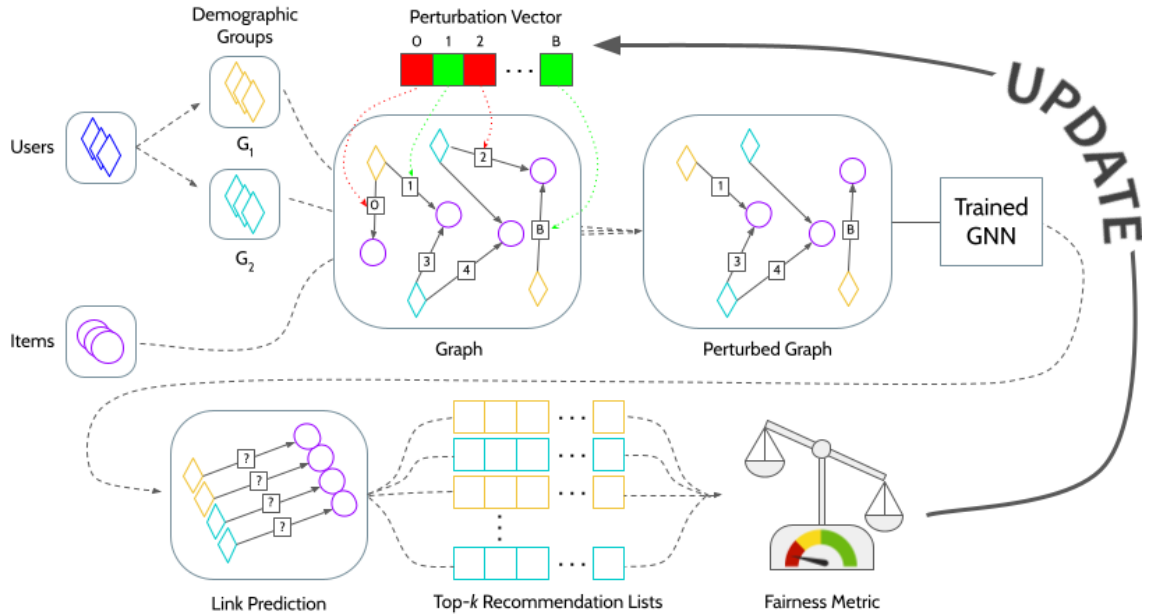 Demographic
Groups
Perturbation Vector
0 1 2 B
UPDATE
Users
G1
G2
0
1
2
3
4
B
1
3
4
B
Trained
GNN
Items
Graph
Perturbed Graph
?
?
?
?
Link Prediction
Top-k Recommendation Lists
Fairness Metric